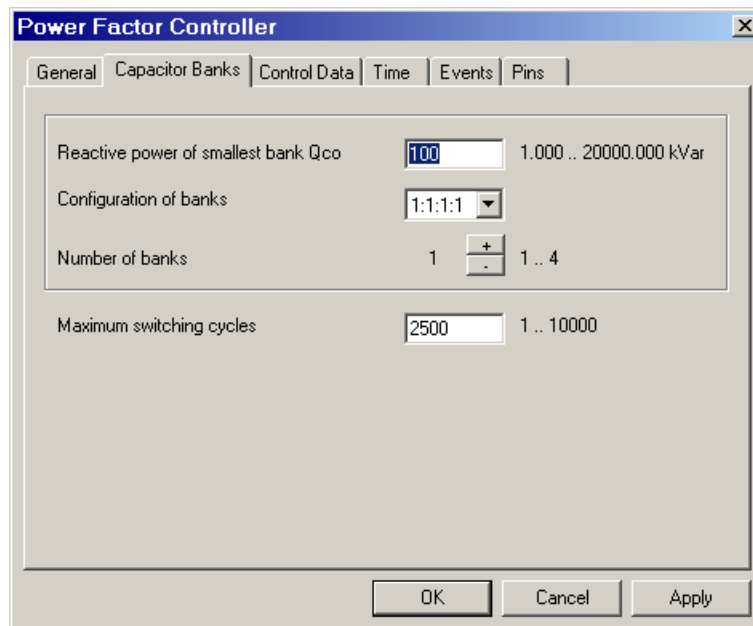 Power Factor Controller
General Capacitor Banks Control Data Time Events Pins
Reactive power of smallest bank Qco 100 1.000 .. 20000.000 kVar
Configuration of banks 1:1:1:1
Number of banks 1 + - 1 .. 4
Maximum switching cycles 2500 1 .. 10000
OK Cancel Apply